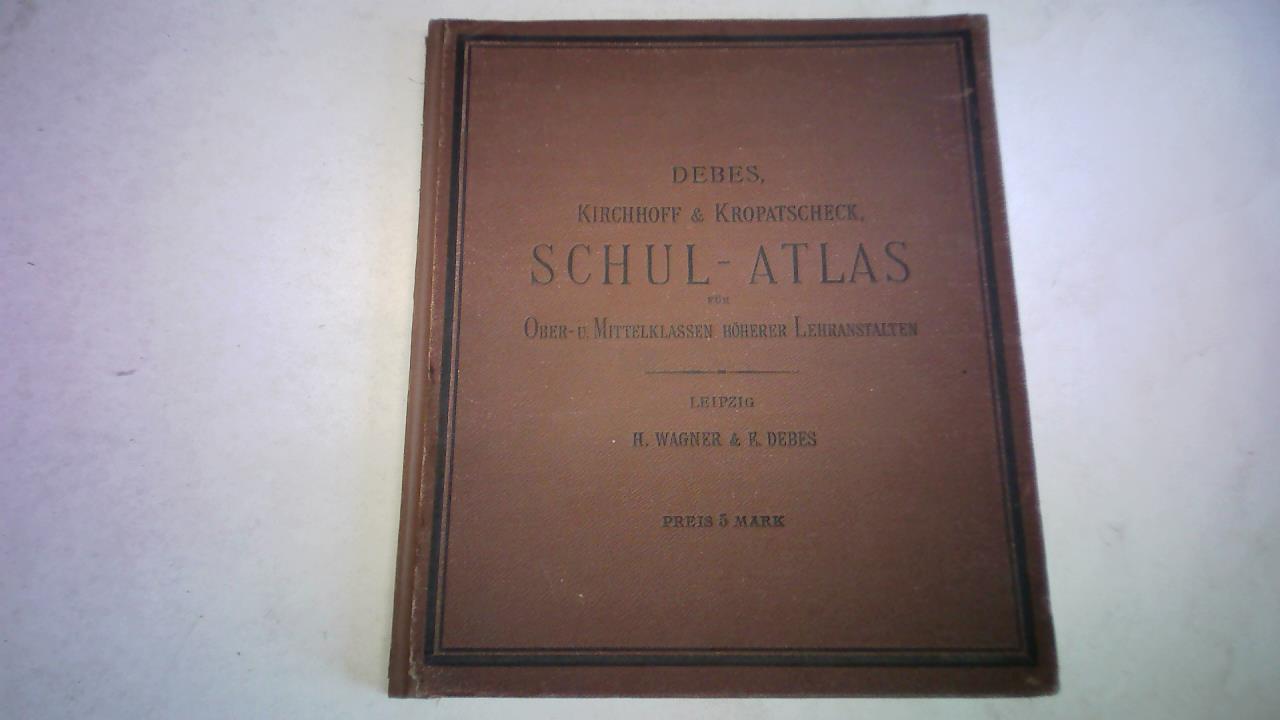 DEBES,
KIRCHHOFF & KROPATSCHECK,
SCHUL-ATLAS
FÜR
OBER- U. MITTELKLASSEN HÖHERER LEHRANSTALTEN
LEIPZIG
H. WAGNER & E. DEBES
PREIS 5 MARK